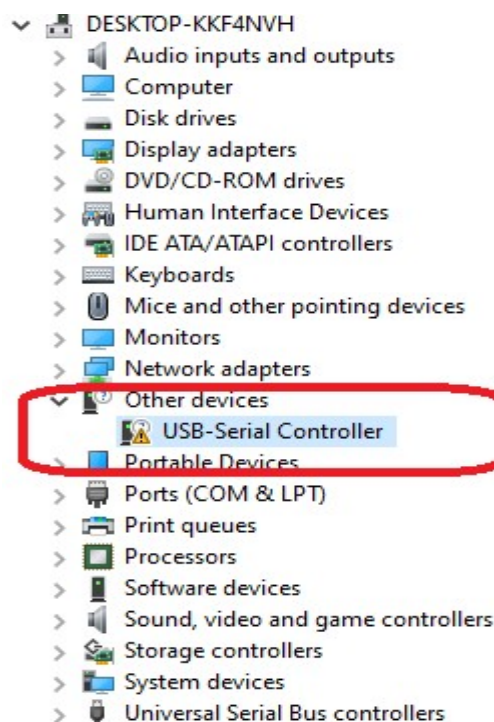 DESKTOP-KKF4NVH
Audio inputs and outputs
Computer
Disk drives
Display adapters
DVD/CD-ROM drives
Human Interface Devices
IDE ATA/ATAPI controllers
Keyboards
Mice and other pointing devices
Monitors
Network adapters
Other devices
USB-Serial Controller
Portable Devices
Ports (COM & LPT)
Print queues
Processors
Software devices
Sound, video and game controllers
Storage controllers
System devices
Universal Serial Bus controllers